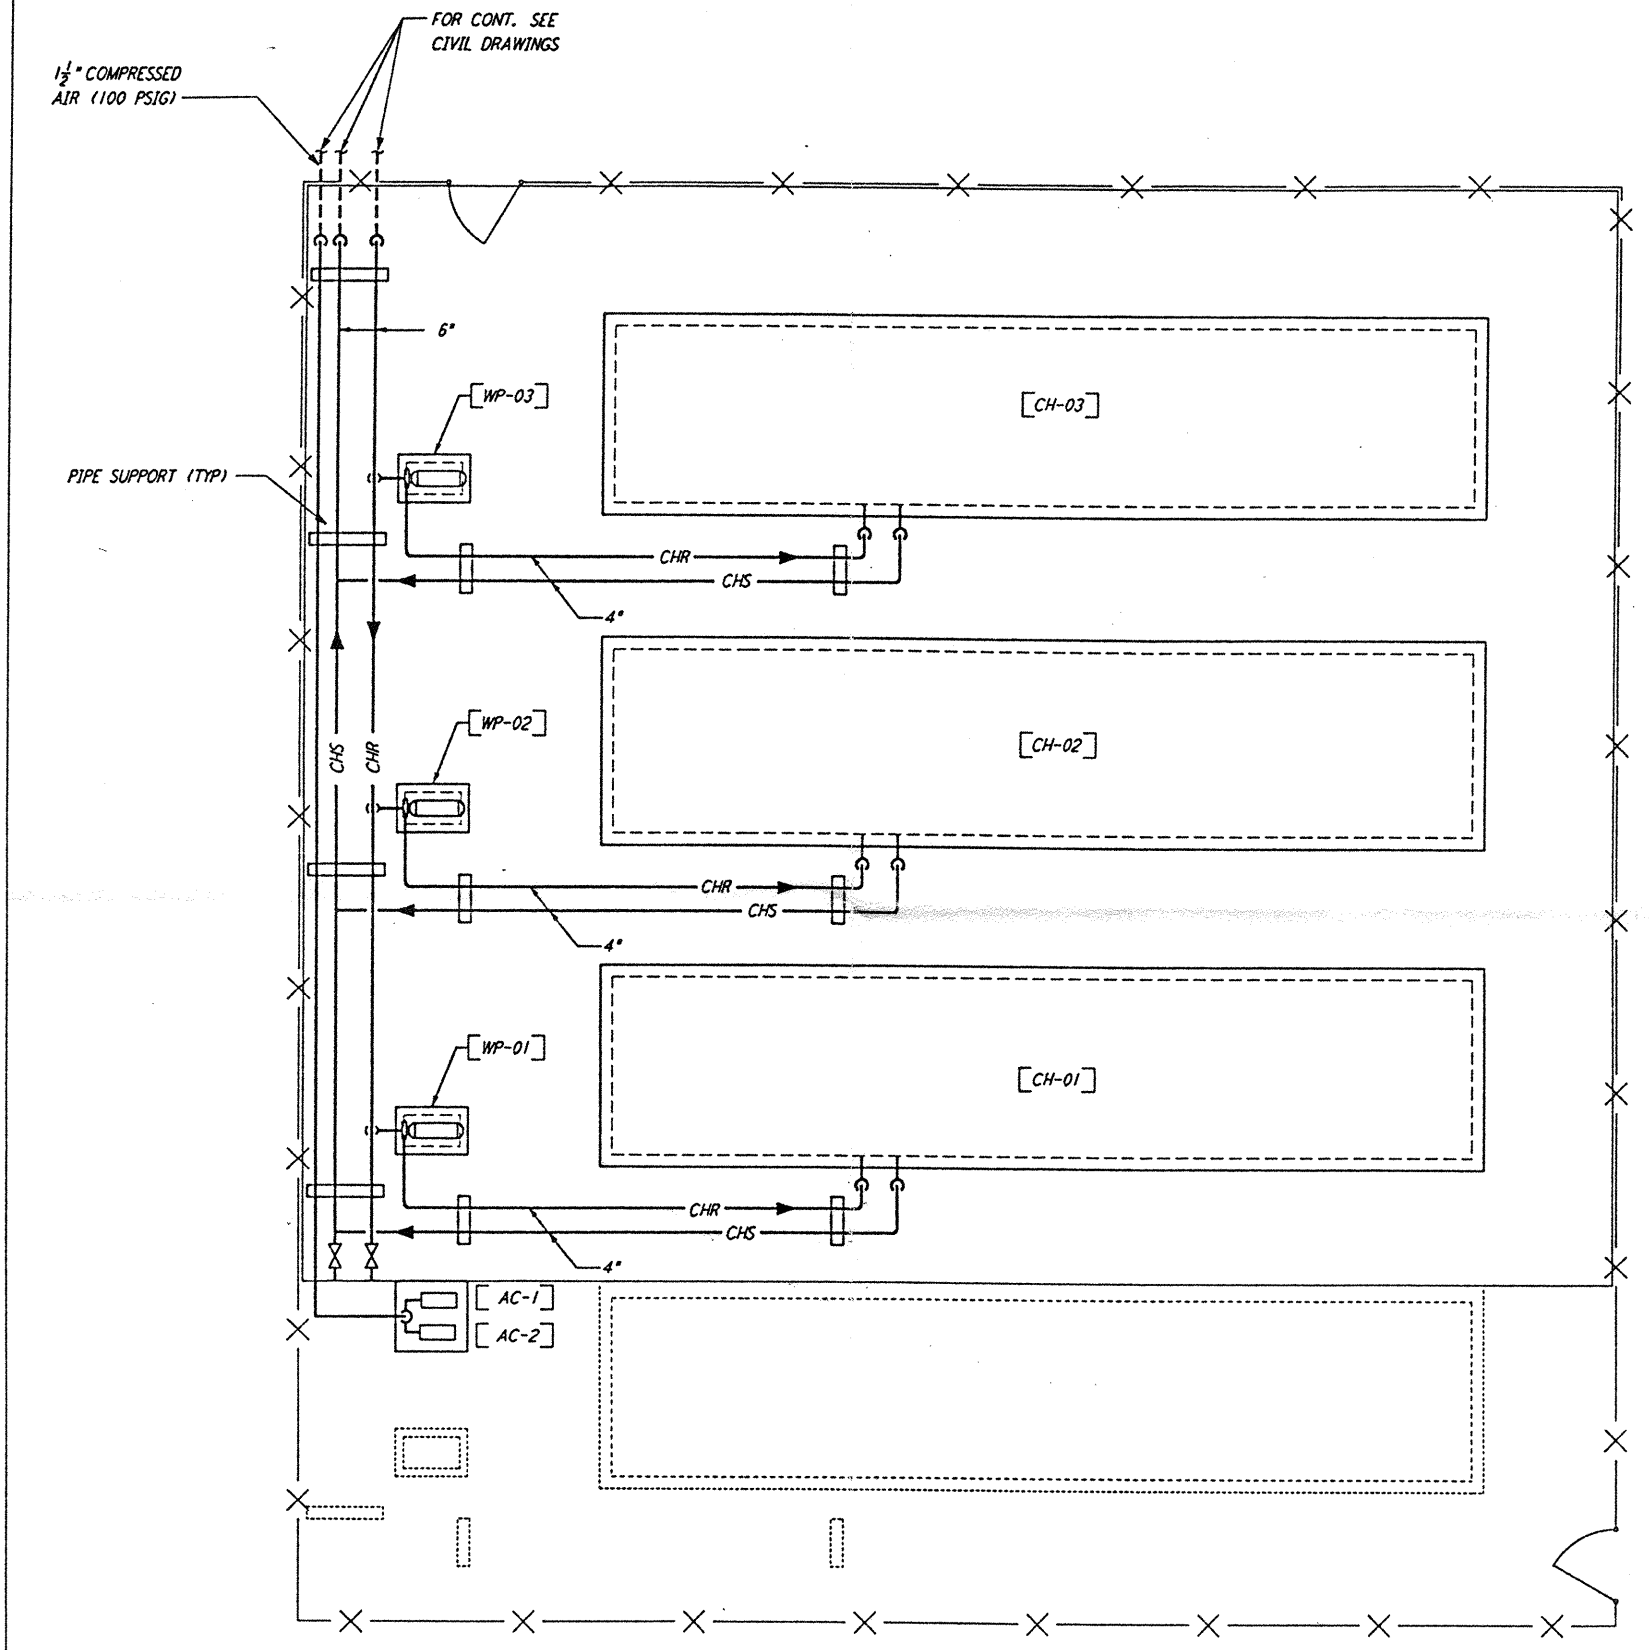 FOR CONT. SEE
CIVIL DRAWINGS
1 1/2" COMPRESSED
AIR (100 PSIG)
6"
[WP-03]
[CH-03]
PIPE SUPPORT (TYP)
CHR
CHS
4"
[WP-02]
[CH-02]
CHS
CHR
CHR
CHS
4"
[WP-01]
[CH-01]
CHR
CHS
4"
[AC-1]
[AC-2]